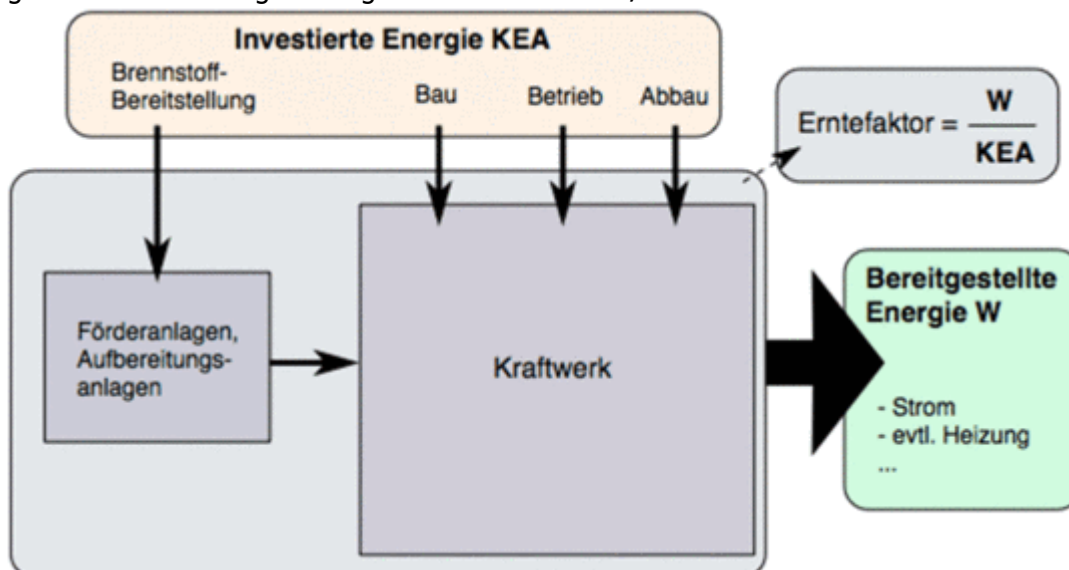 Investierte Energie KEA
Brennstoff-
Bereitstellung
Bau
Betrieb
Abbau
Erntefaktor = W
KEA
Förderanlagen,
Aufbereitungs-
anlagen
Kraftwerk
Bereitgestellte
Energie W
- Strom
- evtl. Heizung
...